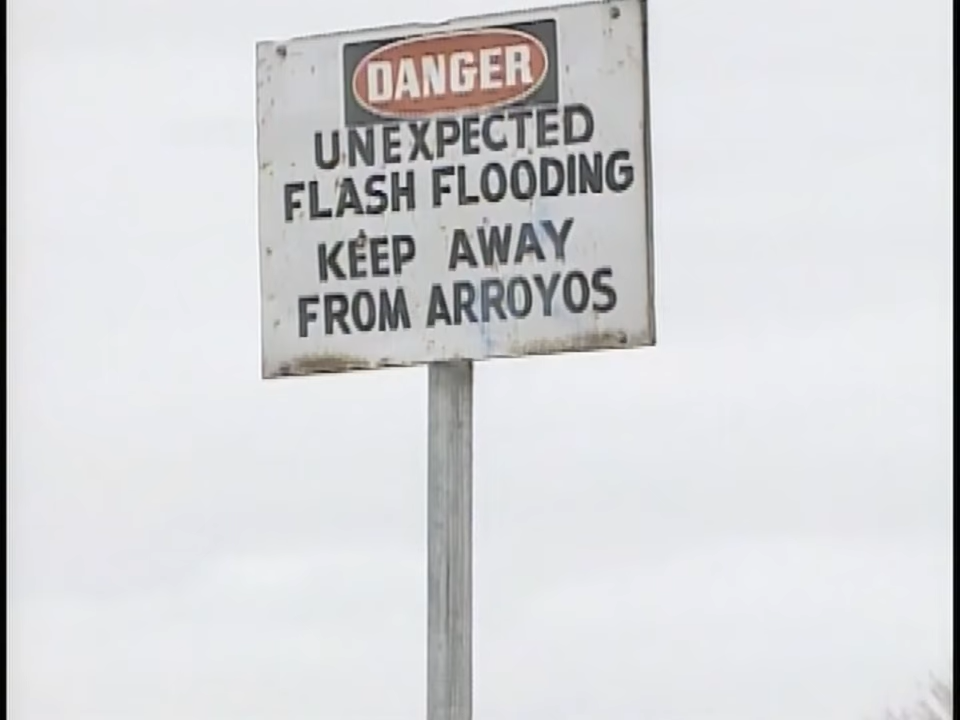 DANGER
UNEXPECTED
FLASH FLOODING
KEEP AWAY
FROM ARROYOS